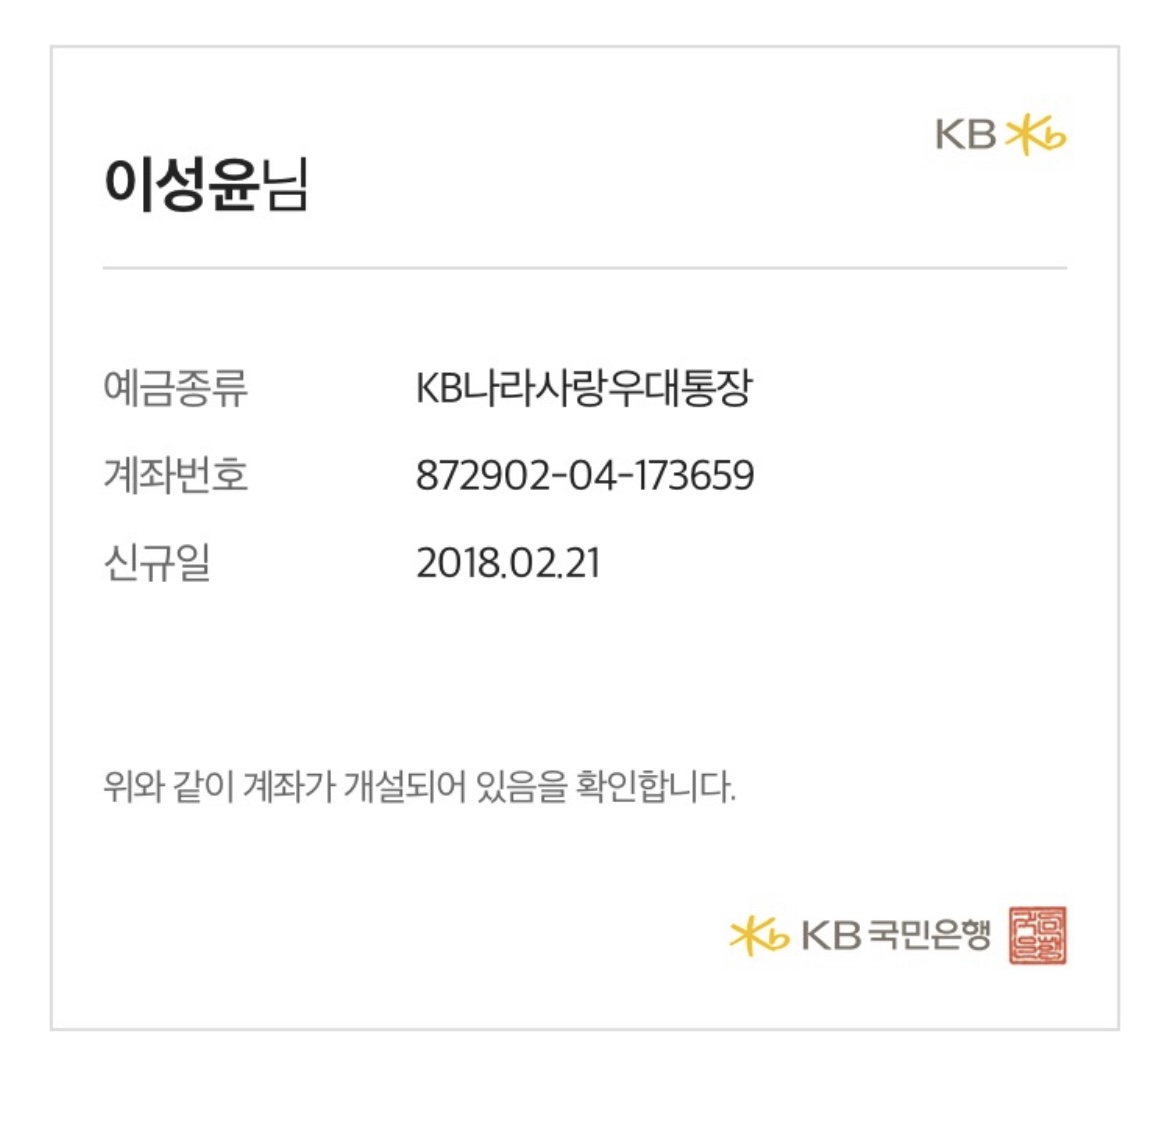 KB
이성윤님
예금종류 KB나라사랑우대통장
계좌번호 872902-04-173659
신규일 2018.02.21
위와 같이 계좌가 개설되어 있음을 확인합니다.
KB국민은행